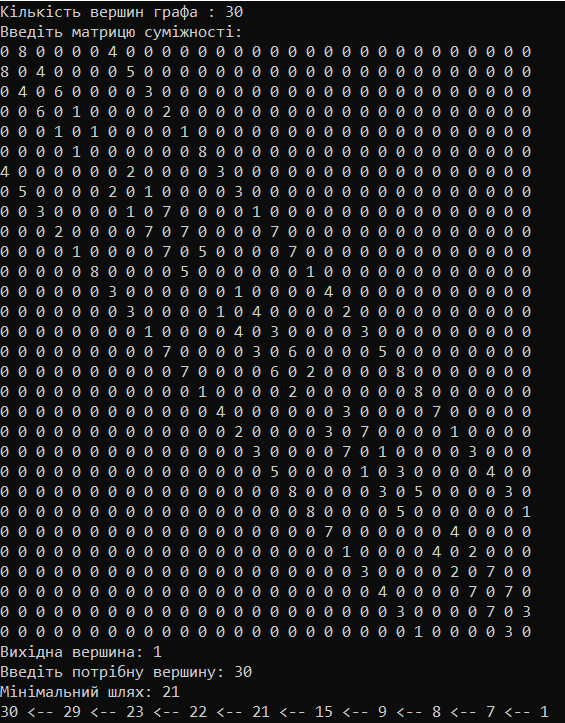 Кількість вершин графа : 30
Введіть матрицю суміжності:
0 8 0 0 0 0 4 0 0 0 0 0 0 0 0 0 0 0 0 0 0 0 0 0 0 0 0 0 0 0
8 0 4 0 0 0 0 5 0 0 0 0 0 0 0 0 0 0 0 0 0 0 0 0 0 0 0 0 0 0
0 4 0 6 0 0 0 0 3 0 0 0 0 0 0 0 0 0 0 0 0 0 0 0 0 0 0 0 0 0
0 0 6 0 1 0 0 0 0 2 0 0 0 0 0 0 0 0 0 0 0 0 0 0 0 0 0 0 0 0
0 0 0 1 0 1 0 0 0 0 1 0 0 0 0 0 0 0 0 0 0 0 0 0 0 0 0 0 0 0
0 0 0 0 1 0 0 0 0 0 0 8 0 0 0 0 0 0 0 0 0 0 0 0 0 0 0 0 0 0
4 0 0 0 0 0 0 2 0 0 0 0 3 0 0 0 0 0 0 0 0 0 0 0 0 0 0 0 0 0
0 5 0 0 0 0 2 0 1 0 0 0 0 3 0 0 0 0 0 0 0 0 0 0 0 0 0 0 0 0
0 0 3 0 0 0 0 1 0 7 0 0 0 0 1 0 0 0 0 0 0 0 0 0 0 0 0 0 0 0
0 0 0 2 0 0 0 0 7 0 7 0 0 0 0 7 0 0 0 0 0 0 0 0 0 0 0 0 0 0
0 0 0 0 1 0 0 0 0 7 0 5 0 0 0 0 7 0 0 0 0 0 0 0 0 0 0 0 0 0
0 0 0 0 0 8 0 0 0 0 5 0 0 0 0 0 0 1 0 0 0 0 0 0 0 0 0 0 0 0
0 0 0 0 0 0 3 0 0 0 0 0 0 1 0 0 0 0 4 0 0 0 0 0 0 0 0 0 0 0
0 0 0 0 0 0 0 3 0 0 0 0 1 0 4 0 0 0 0 2 0 0 0 0 0 0 0 0 0 0
0 0 0 0 0 0 0 0 1 0 0 0 0 4 0 3 0 0 0 0 3 0 0 0 0 0 0 0 0 0
0 0 0 0 0 0 0 0 0 7 0 0 0 0 3 0 6 0 0 0 0 5 0 0 0 0 0 0 0 0
0 0 0 0 0 0 0 0 0 0 7 0 0 0 0 6 0 2 0 0 0 0 8 0 0 0 0 0 0 0
0 0 0 0 0 0 0 0 0 0 0 1 0 0 0 0 2 0 0 0 0 0 0 8 0 0 0 0 0 0
0 0 0 0 0 0 0 0 0 0 0 0 4 0 0 0 0 0 0 3 0 0 0 0 7 0 0 0 0 0
0 0 0 0 0 0 0 0 0 0 0 0 0 2 0 0 0 0 3 0 7 0 0 0 0 1 0 0 0 0
0 0 0 0 0 0 0 0 0 0 0 0 0 0 3 0 0 0 0 7 0 1 0 0 0 0 3 0 0 0
0 0 0 0 0 0 0 0 0 0 0 0 0 0 0 5 0 0 0 0 1 0 3 0 0 0 0 4 0 0
0 0 0 0 0 0 0 0 0 0 0 0 0 0 0 0 8 0 0 0 0 3 0 5 0 0 0 0 3 0
0 0 0 0 0 0 0 0 0 0 0 0 0 0 0 0 0 8 0 0 0 0 5 0 0 0 0 0 0 1
0 0 0 0 0 0 0 0 0 0 0 0 0 0 0 0 0 0 7 0 0 0 0 0 0 4 0 0 0 0
0 0 0 0 0 0 0 0 0 0 0 0 0 0 0 0 0 0 0 1 0 0 0 0 4 0 2 0 0 0
0 0 0 0 0 0 0 0 0 0 0 0 0 0 0 0 0 0 0 0 3 0 0 0 0 2 0 7 0 0
0 0 0 0 0 0 0 0 0 0 0 0 0 0 0 0 0 0 0 0 0 4 0 0 0 0 7 0 7 0
0 0 0 0 0 0 0 0 0 0 0 0 0 0 0 0 0 0 0 0 0 0 3 0 0 0 0 7 0 3
0 0 0 0 0 0 0 0 0 0 0 0 0 0 0 0 0 0 0 0 0 0 0 1 0 0 0 0 3 0
Вихідна вершина: 1
Введіть потрібну вершину: 30
Мінімальний шлях: 21
30 <-- 29 <-- 23 <-- 22 <-- 21 <-- 15 <-- 9 <-- 8 <-- 7 <-- 1